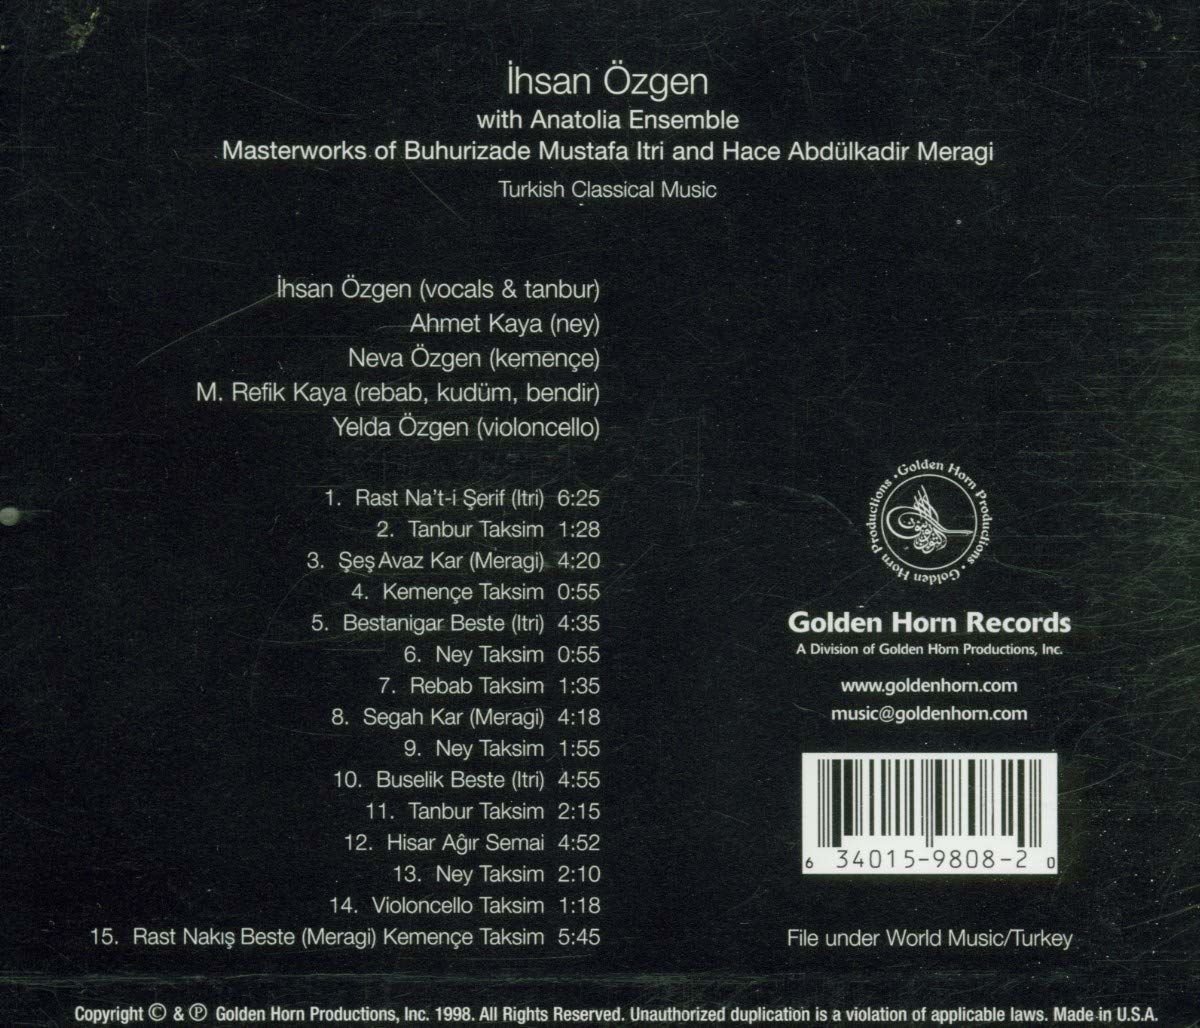 İhsan Özgen
with Anatolia Ensemble
Masterworks of Buhurizade Mustafa Itri and Hace Abdülkadir Meragi
Turkish Classical Music
İhsan Özgen (vocals & tanbur)
Ahmet Kaya (ney)
Neva Özgen (kemençe)
M. Refik Kaya (rebab, kudüm, bendir)
Yelda Özgen (violoncello)
1. Rast Na't-i Şerif (Itri) 6:25
2. Tanbur Taksim 1:28
3. Şeş Avaz Kar (Meragi) 4:20
4. Kemençe Taksim 0:55
5. Bestanigar Beste (Itri) 4:35
6. Ney Taksim 0:55
7. Rebab Taksim 1:35
8. Segah Kar (Meragi) 4:18
9. Ney Taksim 1:55
10. Buselik Beste (Itri) 4:55
11. Tanbur Taksim 2:15
12. Hisar Ağır Semai 4:52
13. Ney Taksim 2:10
14. Violoncello Taksim 1:18
15. Rast Nakış Beste (Meragi) Kemençe Taksim 5:45
Golden Horn Productions · Golden Horn Productions ·
Golden Horn Records
A Division of Golden Horn Productions, Inc.
www.goldenhorn.com
music@goldenhorn.com
6 34015-9808-2 0
File under World Music/Turkey
Copyright © & ℗ Golden Horn Productions, Inc. 1998. All Rights Reserved. Unauthorized duplication is a violation of applicable laws. Made in U.S.A.